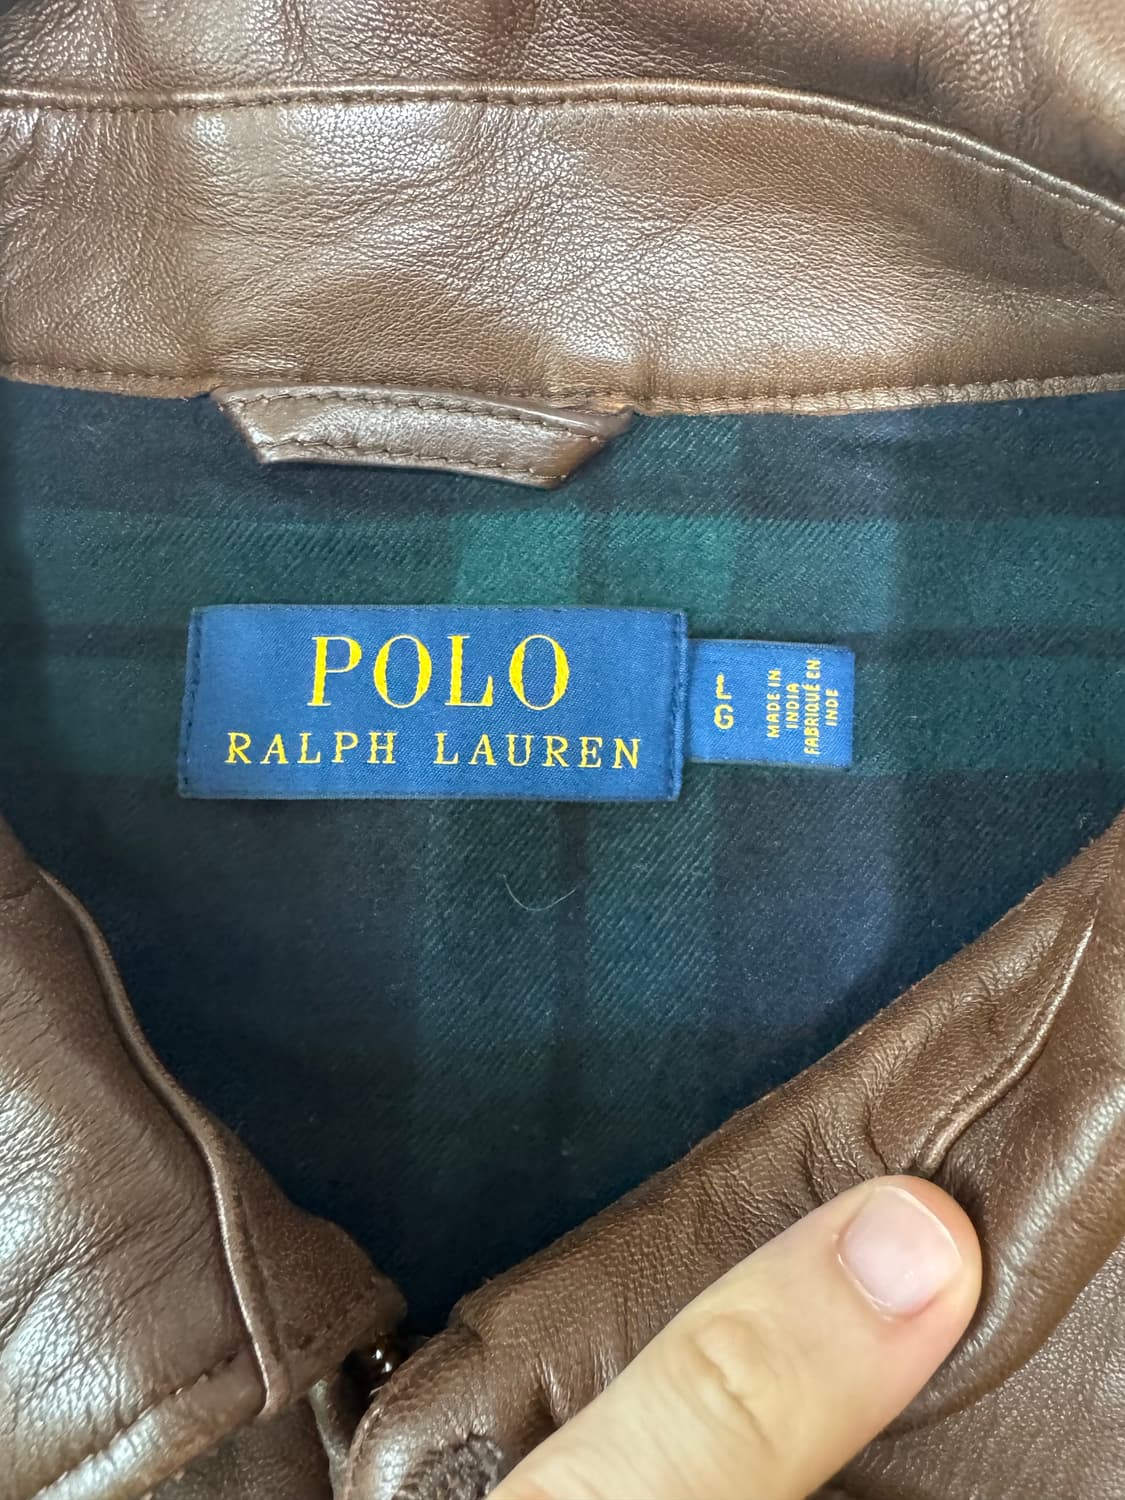 POLO
RALPH LAUREN
L
G
MADE IN
INDIA
FABRIQUÉ EN
INDE